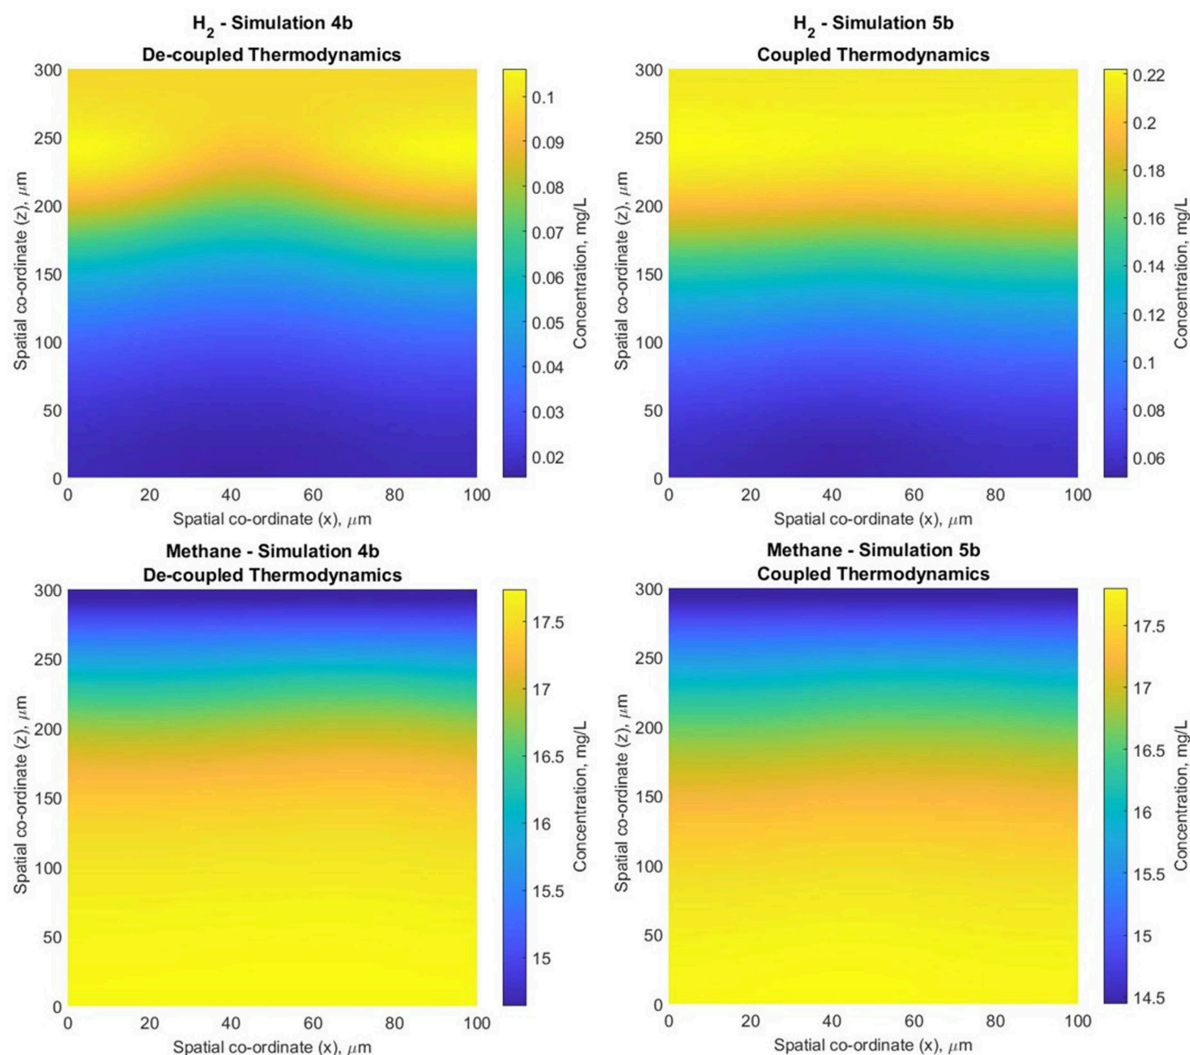 H2 - Simulation 4b
De-coupled Thermodynamics
300
250
200
150
100
50
0
Spatial co-ordinate (z), μm
0 20 40 60 80 100
Spatial co-ordinate (x), μm
0.1
0.09
0.08
0.07
0.06
0.05
0.04
0.03
0.02
Concentration, mg/L
H2 - Simulation 5b
Coupled Thermodynamics
300
250
200
150
100
50
0
Spatial co-ordinate (z), μm
0 20 40 60 80 100
Spatial co-ordinate (x), μm
0.22
0.2
0.18
0.16
0.14
0.12
0.1
0.08
0.06
Concentration, mg/L
Methane - Simulation 4b
De-coupled Thermodynamics
300
250
200
150
100
50
0
Spatial co-ordinate (z), μm
0 20 40 60 80 100
Spatial co-ordinate (x), μm
17.5
17
16.5
16
15.5
15
Concentration, mg/L
Methane - Simulation 5b
Coupled Thermodynamics
300
250
200
150
100
50
0
Spatial co-ordinate (z), μm
0 20 40 60 80 100
Spatial co-ordinate (x), μm
17.5
17
16.5
16
15.5
15
14.5
Concentration, mg/L